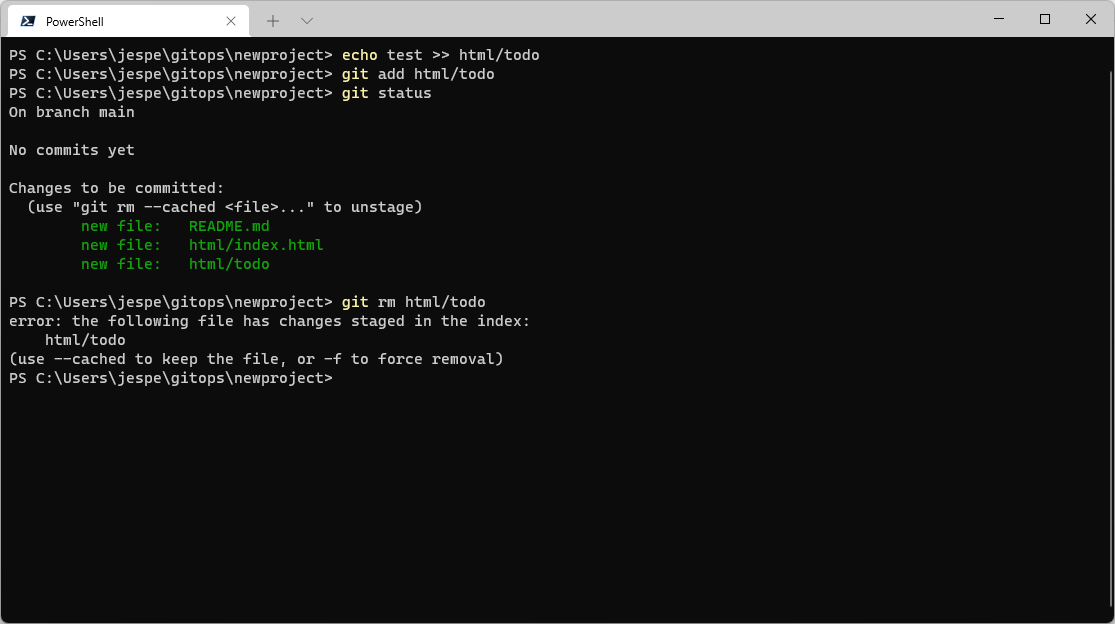 PowerShell
PS C:\Users\jespe\gitops\newproject> echo test >> html/todo
PS C:\Users\jespe\gitops\newproject> git add html/todo
PS C:\Users\jespe\gitops\newproject> git status
On branch main
No commits yet
Changes to be committed:
  (use "git rm --cached <file>..." to unstage)
        new file:   README.md
        new file:   html/index.html
        new file:   html/todo
PS C:\Users\jespe\gitops\newproject> git rm html/todo
error: the following file has changes staged in the index:
    html/todo
(use --cached to keep the file, or -f to force removal)
PS C:\Users\jespe\gitops\newproject>